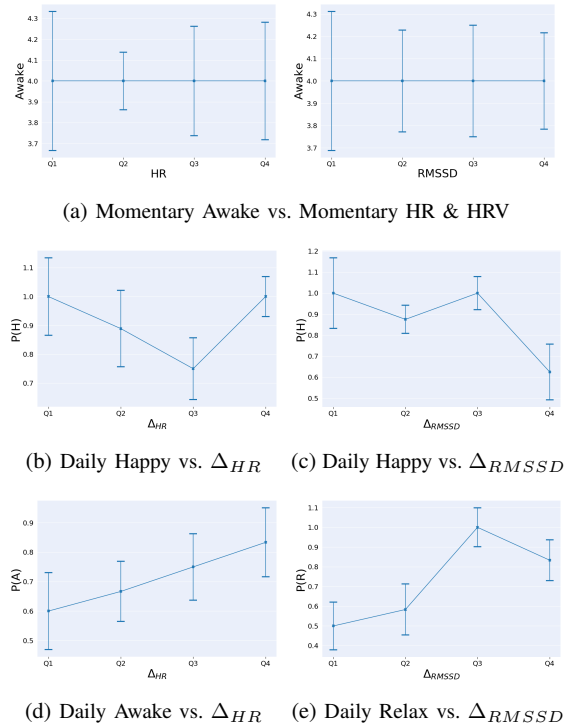 4.3
4.2
4.1
4.0
3.9
3.8
3.7
Awake
Q1 Q2 Q3 Q4
HR
4.3
4.2
4.1
4.0
3.9
3.8
3.7
Awake
Q1 Q2 Q3 Q4
RMSSD
(a) Momentary Awake vs. Momentary HR & HRV
1.1
1.0
0.9
0.8
0.7
P(H)
Q1 Q2 Q3 Q4
Δ_HR
1.2
1.1
1.0
0.9
0.8
0.7
0.6
0.5
P(H)
Q1 Q2 Q3 Q4
Δ_RMSSD
(b) Daily Happy vs. Δ_HR
(c) Daily Happy vs. Δ_RMSSD
0.9
0.8
0.7
0.6
0.5
P(A)
Q1 Q2 Q3 Q4
Δ_HR
1.1
1.0
0.9
0.8
0.7
0.6
0.5
0.4
P(R)
Q1 Q2 Q3 Q4
Δ_RMSSD
(d) Daily Awake vs. Δ_HR
(e) Daily Relax vs. Δ_RMSSD